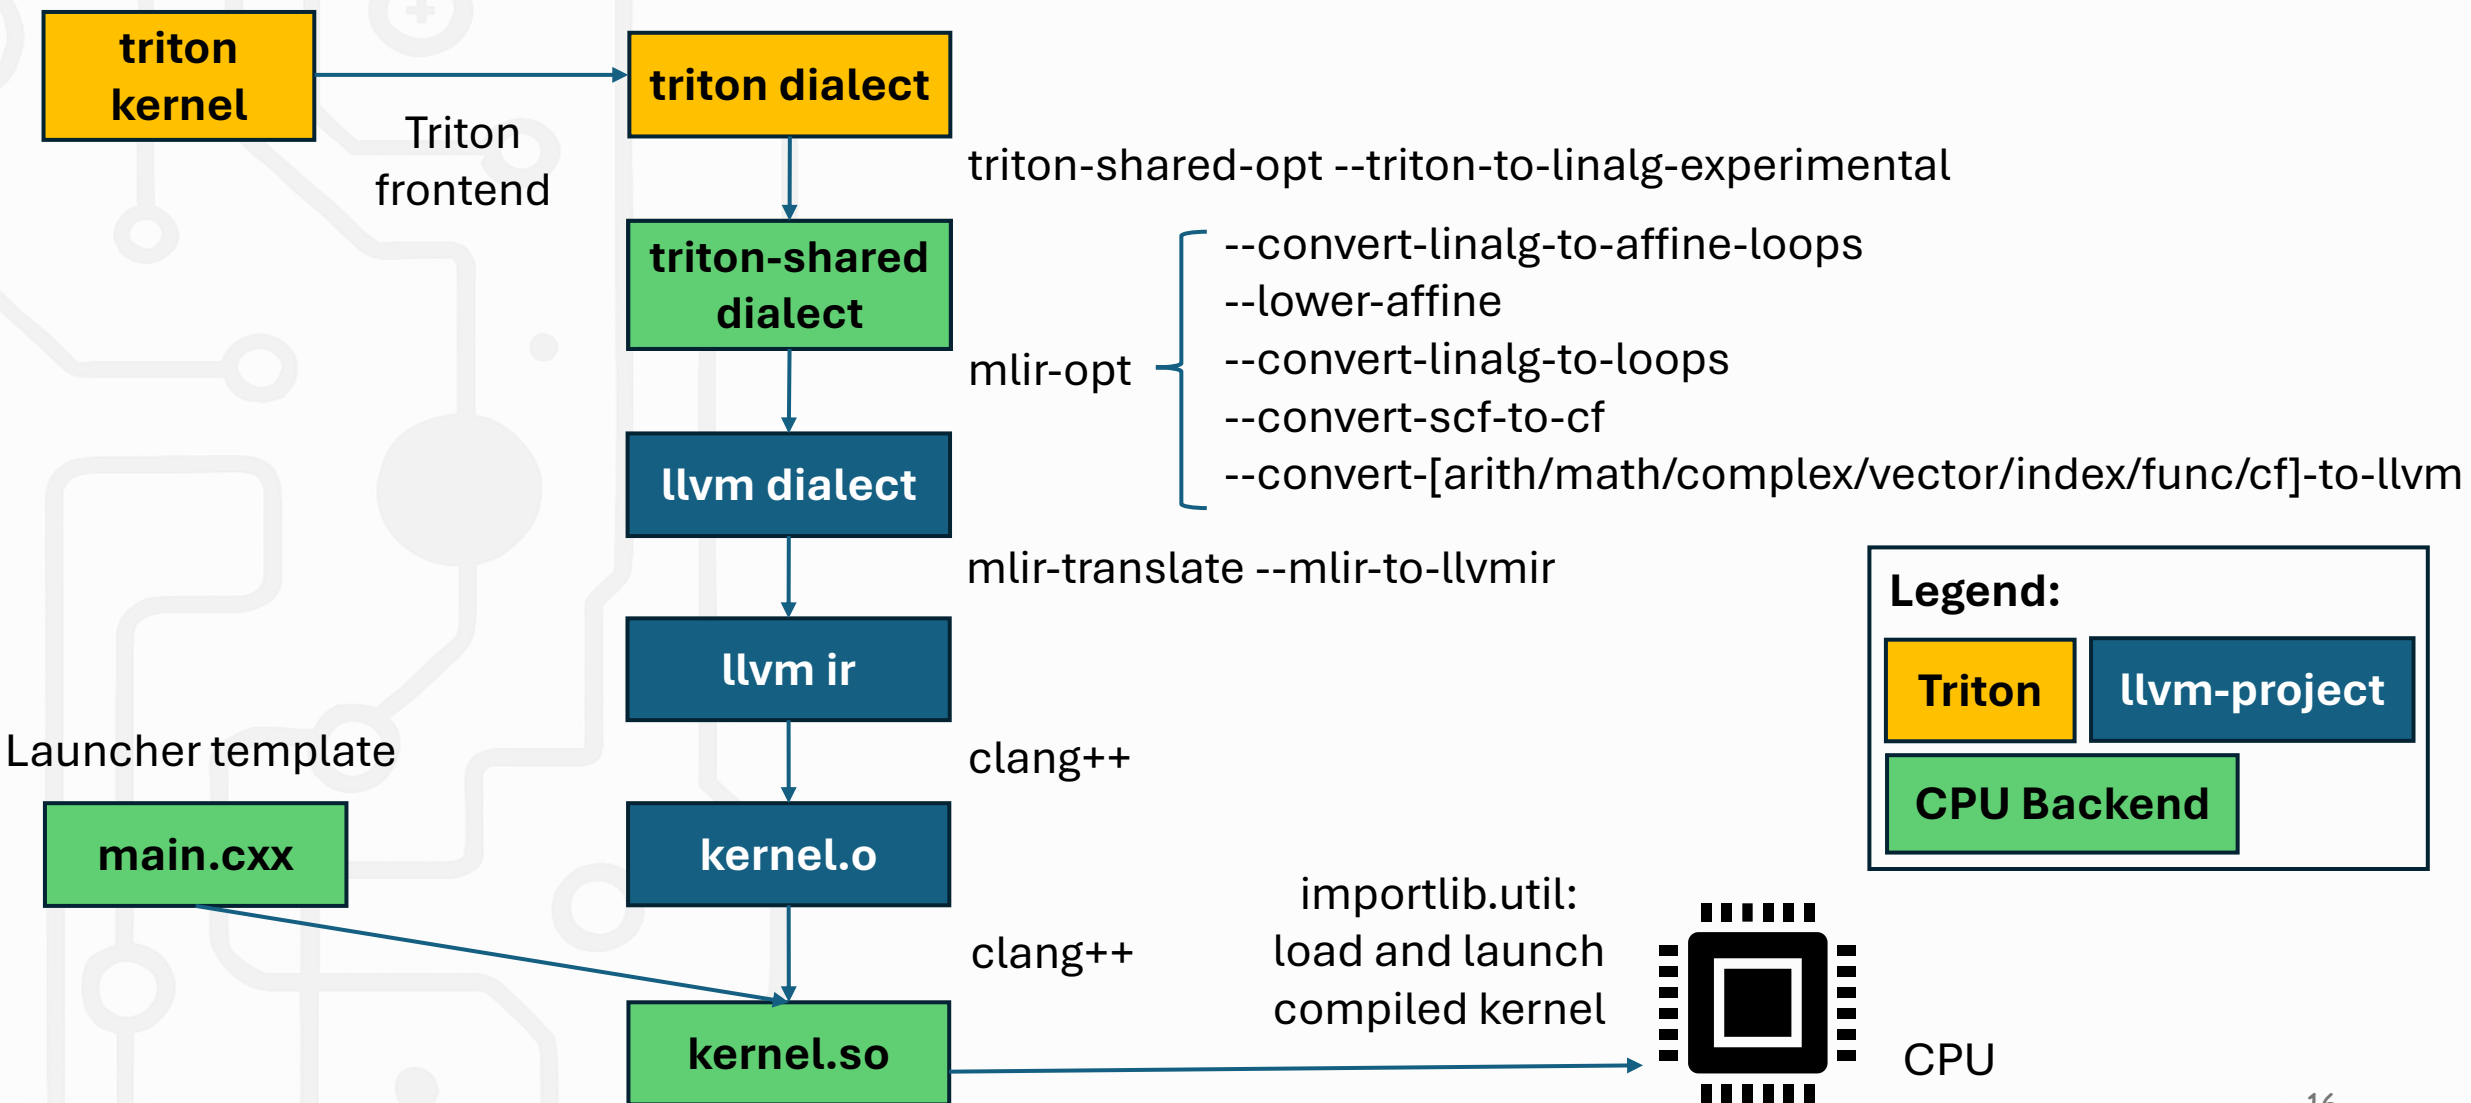 triton
kernel
triton dialect
Triton
frontend
triton-shared-opt --triton-to-linalg-experimental
triton-shared
dialect
mlir-opt
--convert-linalg-to-affine-loops
--lower-affine
--convert-linalg-to-loops
--convert-scf-to-cf
--convert-[arith/math/complex/vector/index/func/cf]-to-llvm
llvm dialect
mlir-translate --mlir-to-llvmir
llvm ir
Legend:
Triton
llvm-project
CPU Backend
Launcher template
clang++
main.cxx
kernel.o
clang++
importlib.util:
load and launch
compiled kernel
kernel.so
CPU
16